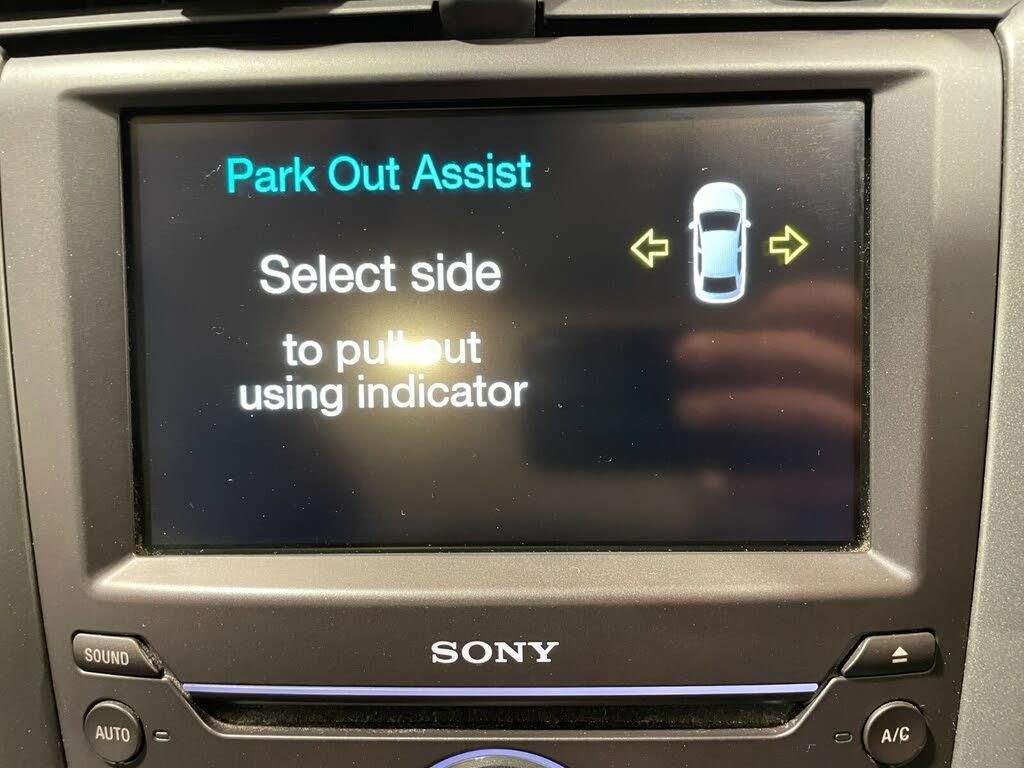 Park Out Assist
Select side
to pull out
using indicator
SOUND
SONY
AUTO
A/C